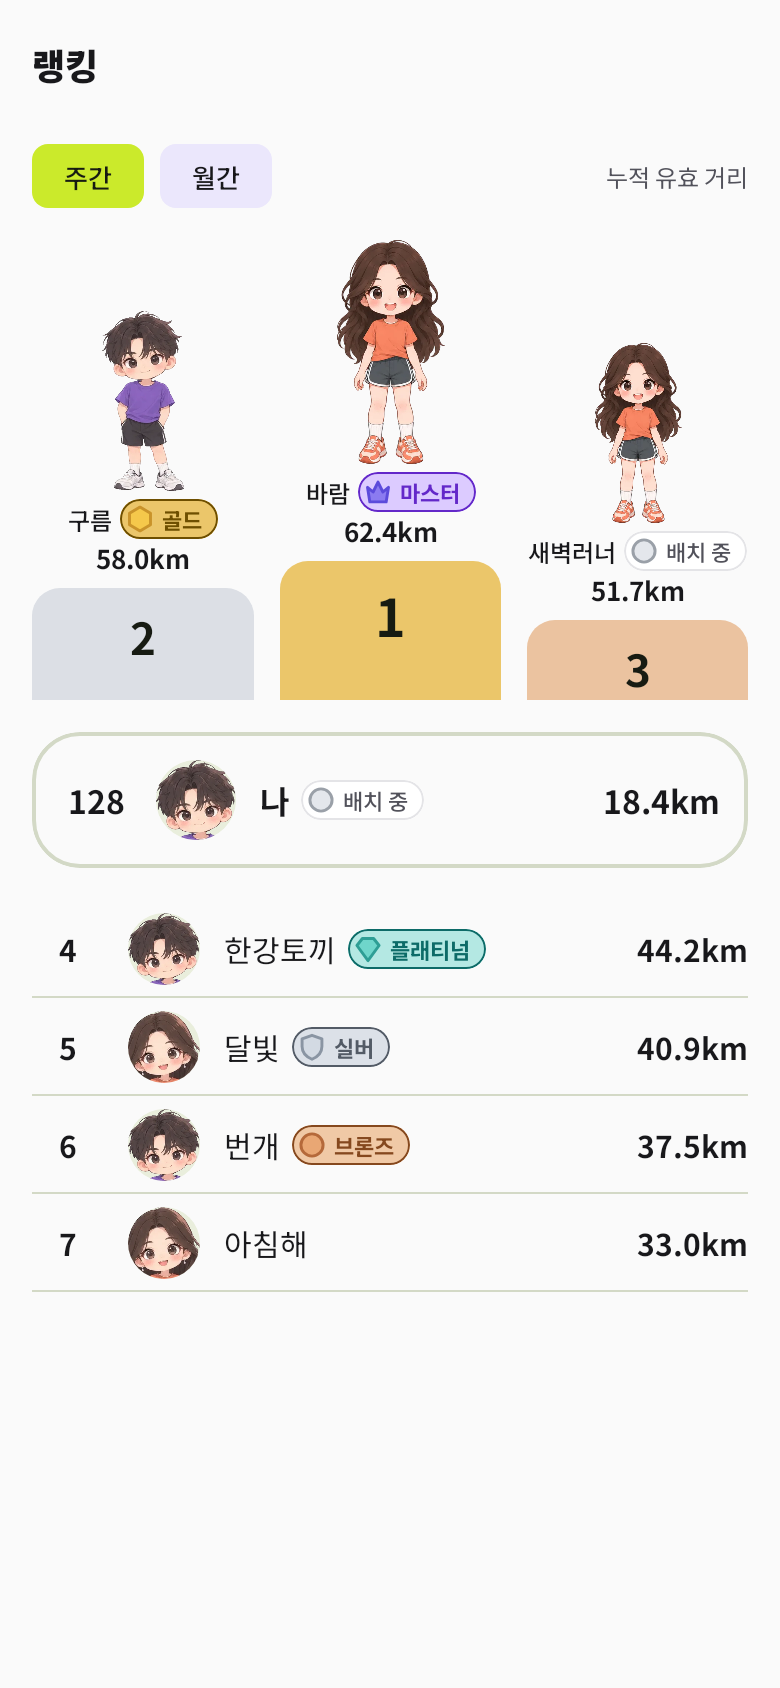 랭킹
주간 월간 누적 유효 거리
구름 골드
58.0km
2
바람 마스터
62.4km
1
새벽러너 배치 중
51.7km
3
128 나 배치 중 18.4km
4 한강토끼 플래티넘 44.2km
5 달빛 실버 40.9km
6 번개 브론즈 37.5km
7 아침해 33.0km